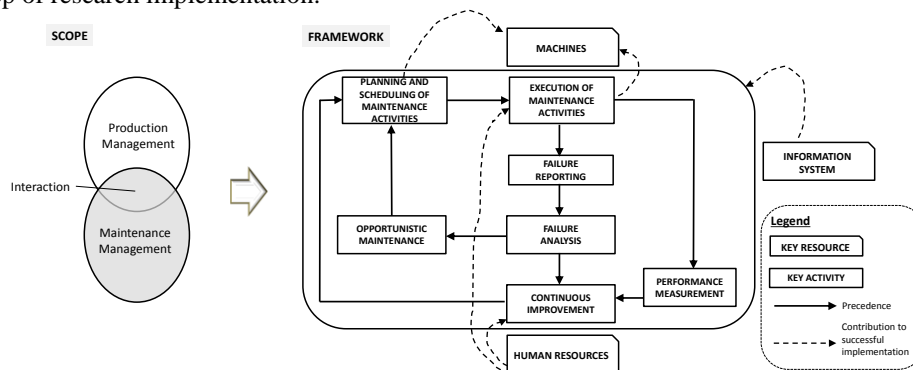 p of research implementation.
SCOPE
FRAMEWORK
MACHINES
PLANNING AND
SCHEDULING OF
MAINTENANCE
ACTIVITIES
EXECUTION OF
MAINTENANCE
ACTIVITIES
Production
Management
INFORMATION
SYSTEM
FAILURE
REPORTING
Interaction
Maintenance
Management
OPPORTUNISTIC
MAINTENANCE
FAILURE
ANALYSIS
Legend
KEY RESOURCE
KEY ACTIVITY
PERFORMANCE
MEASUREMENT
CONTINUOUS
IMPROVEMENT
Precedence
Contribution to
successful
implementation
HUMAN RESOURCES